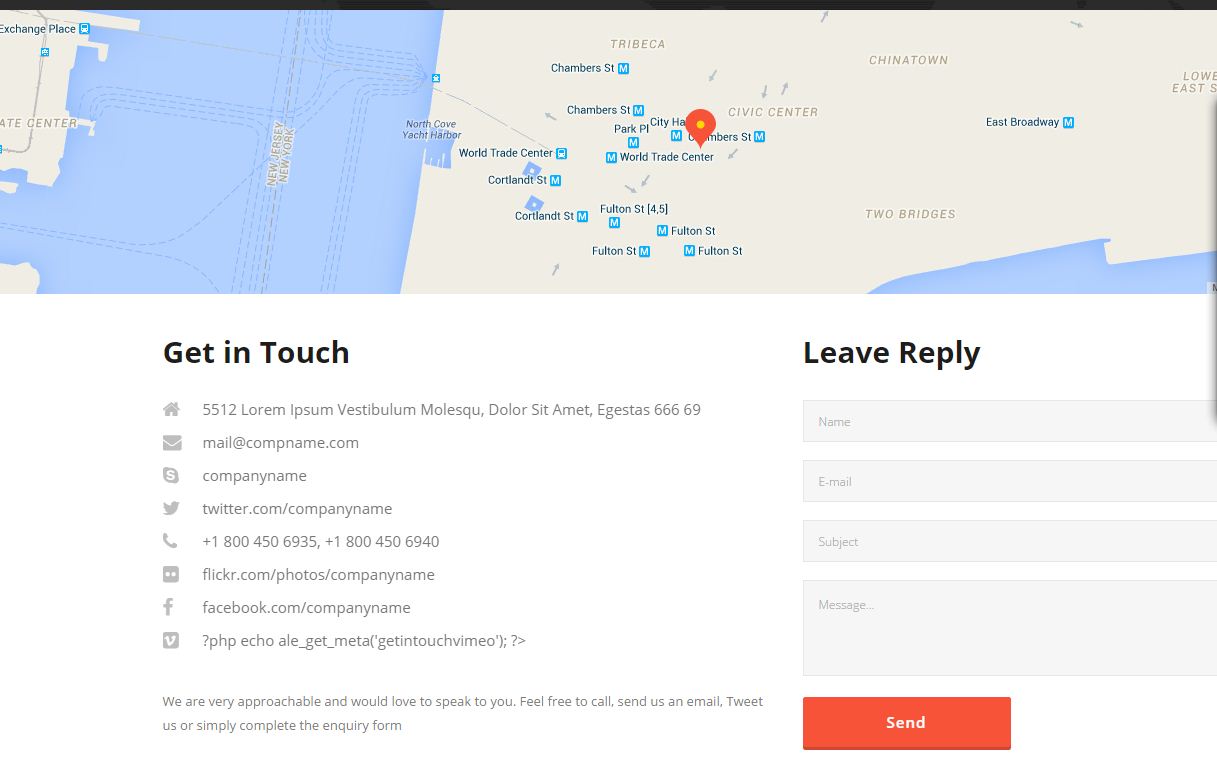 Exchange Place
TRIBECA
CHINATOWN
Chambers St M
LOWE
EAST S
Chambers St M
CIVIC CENTER
ATE CENTER
North Cove
Yacht Harbor
Park Pl
City Ha
M
M
mbers St M
East Broadway M
NEW JERSEY
NEW YORK
World Trade Center
M World Trade Center
Cortlandt St M
Cortlandt St M
Fulton St [4,5]
M
TWO BRIDGES
M Fulton St
Fulton St M
M Fulton St
Get in Touch
5512 Lorem Ipsum Vestibulum Molesqu, Dolor Sit Amet, Egestas 666 69
mail@compname.com
companyname
twitter.com/companyname
+1 800 450 6935, +1 800 450 6940
flickr.com/photos/companyname
facebook.com/companyname
?php echo ale_get_meta('getintouchvimeo'); ?>
We are very approachable and would love to speak to you. Feel free to call, send us an email, Tweet
us or simply complete the enquiry form
Leave Reply
Name
E-mail
Subject
Message...
Send